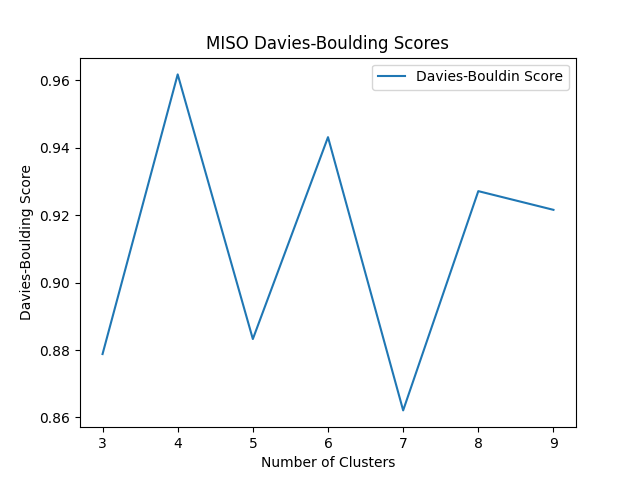 MISO Davies-Boulding Scores
Davies-Bouldin Score
0.96
0.94
0.92
0.90
0.88
0.86
Davies-Boulding Score
3 4 5 6 7 8 9
Number of Clusters